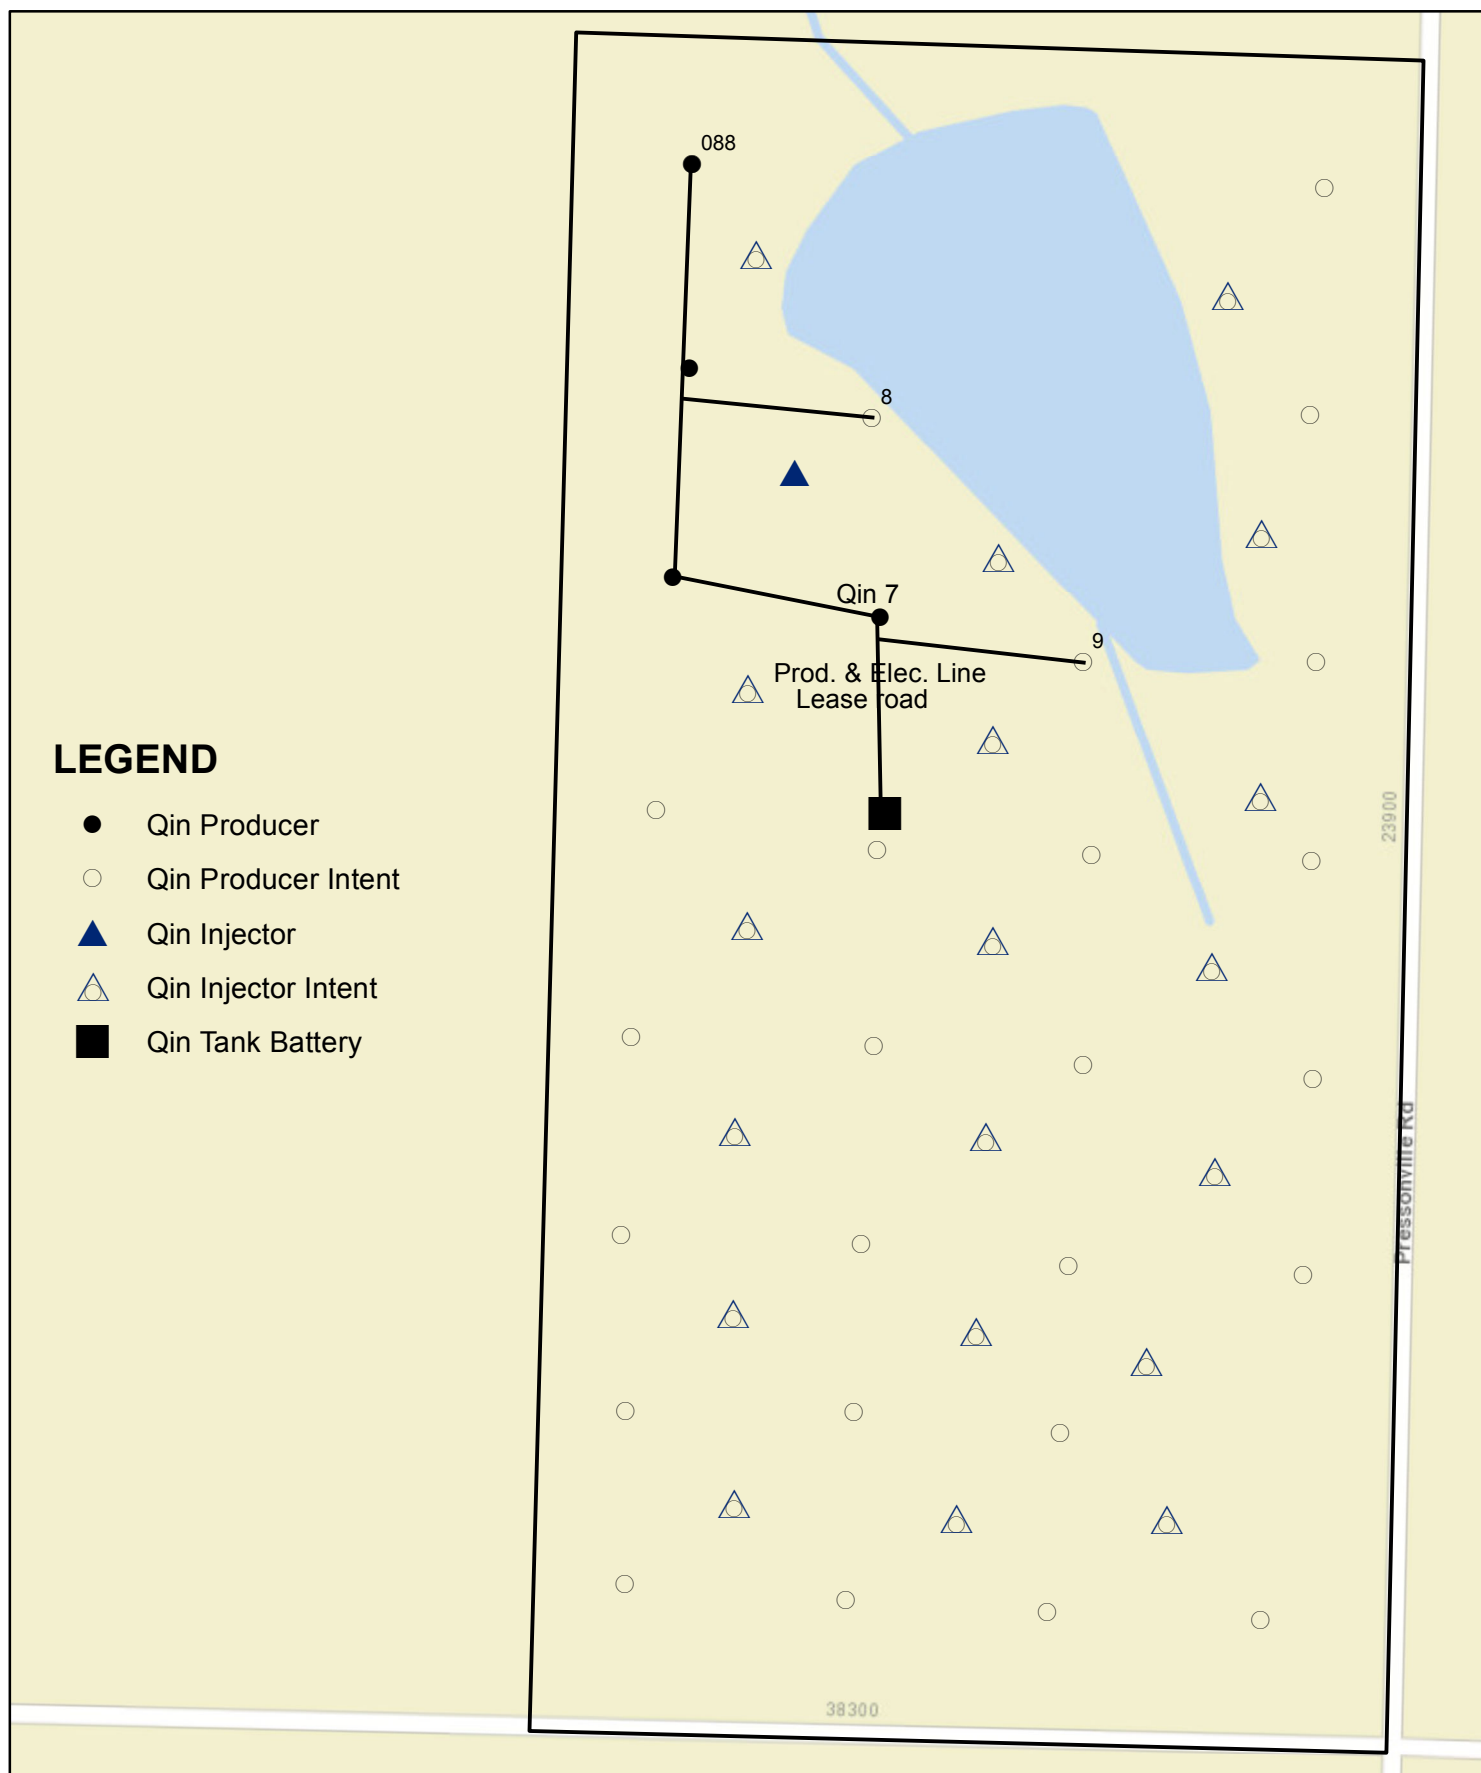 088
8
Qin 7
9
Prod. & Elec. Line
Lease road
LEGEND
Qin Producer
Qin Producer Intent
Qin Injector
Qin Injector Intent
Qin Tank Battery
23900
Pressonville Rd
38300